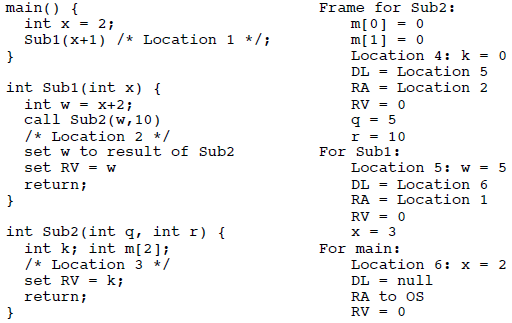 main() {
int x = 2;
Sub1(x+1) /* Location 1 */;
}
int Sub1(int x) {
int w = x+2;
call Sub2(w,10)
/* Location 2 */
set w to result of Sub2
set RV = w
return;
}
int Sub2(int q, int r) {
int k; int m[2];
/* Location 3 */
set RV = k;
return;
}
Frame for Sub2:
m[0] = 0
m[1] = 0
Location 4: k = 0
DL = Location 5
RA = Location 2
RV = 0
q = 5
r = 10
For Sub1:
Location 5: w = 5
DL = Location 6
RA = Location 1
RV = 0
x = 3
For main:
Location 6: x = 2
DL = null
RA to OS
RV = 0